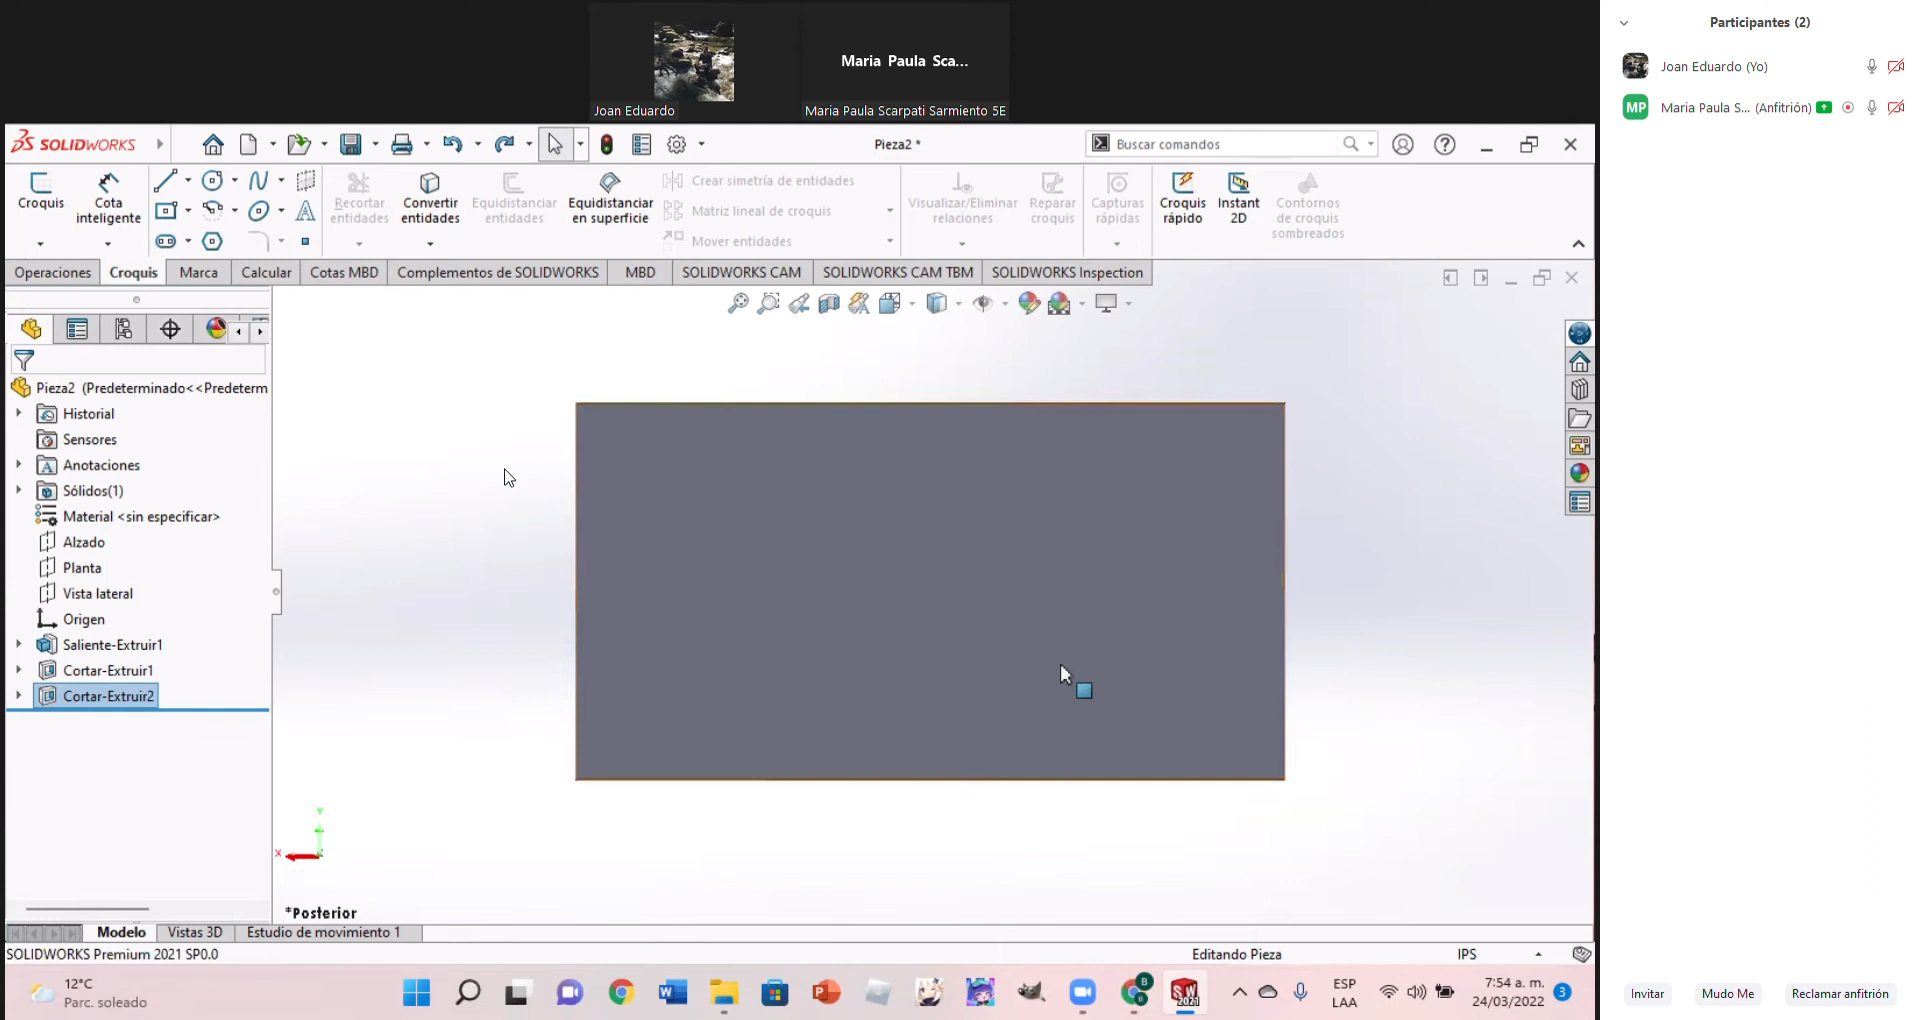 Participantes (2)
Maria Paula Sca...
Joan Eduardo
Maria Paula Scarpati Sarmiento 5E
Joan Eduardo (Yo)
MP
Maria Paula S... (Anfitrión)
SOLIDWORKS
Pieza2 *
Buscar comandos
Croquis
Cota inteligente
Recortar entidades
Convertir entidades
Equidistanciar entidades
Equidistanciar en superficie
Crear simetría de entidades
Matriz lineal de croquis
Mover entidades
Visualizar/Eliminar relaciones
Reparar croquis
Capturas rápidas
Croquis rápido
Instant 2D
Contornos de croquis sombreados
Operaciones
Croquis
Marca
Calcular
Cotas MBD
Complementos de SOLIDWORKS
MBD
SOLIDWORKS CAM
SOLIDWORKS CAM TBM
SOLIDWORKS Inspection
Pieza2 (Predeterminado<<Predeterm
Historial
Sensores
Anotaciones
Sólidos(1)
Material <sin especificar>
Alzado
Planta
Vista lateral
Origen
Saliente-Extruir1
Cortar-Extruir1
Cortar-Extruir2
Y
X
*Posterior
Modelo
Vistas 3D
Estudio de movimiento 1
SOLIDWORKS Premium 2021 SP0.0
Editando Pieza
IPS
12°C
Parc. soleado
ESP
LAA
7:54 a. m.
24/03/2022
3
Invitar
Mudo Me
Reclamar anfitrión